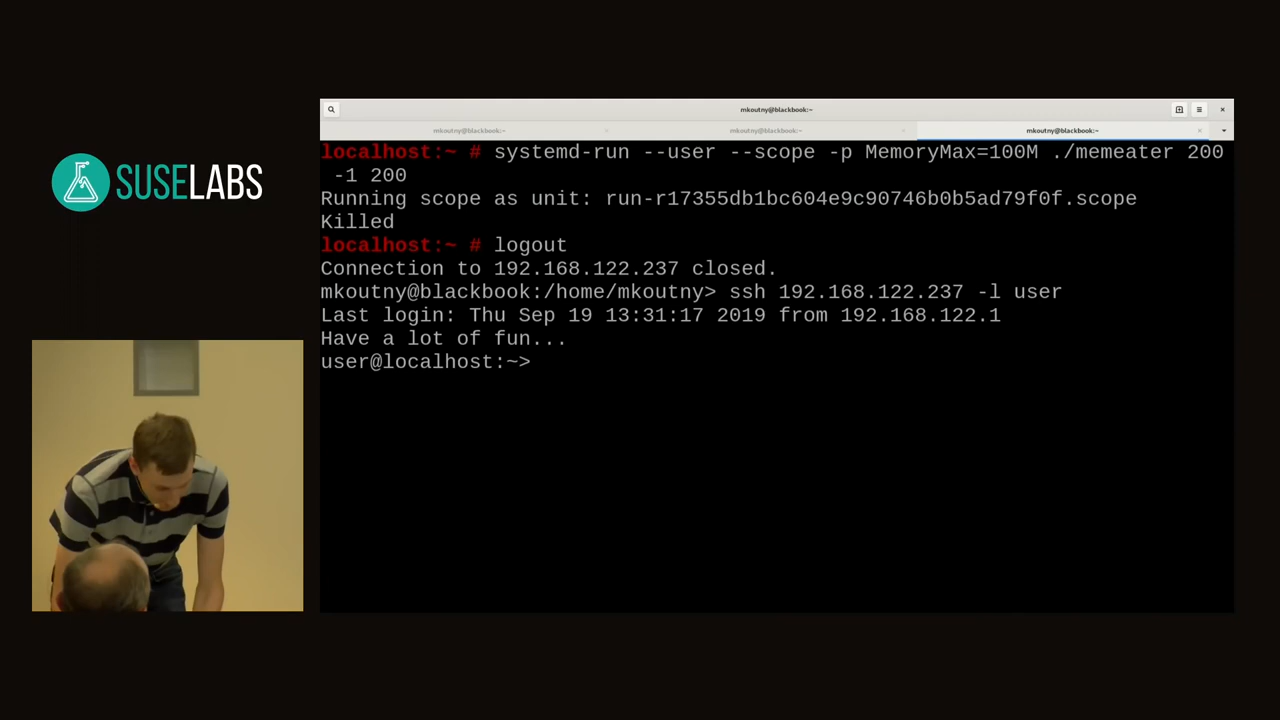 SUSELABS
mkoutny@blackbook:~
mkoutny@blackbook:~ mkoutny@blackbook:~ mkoutny@blackbook:~
localhost:~ # systemd-run --user --scope -p MemoryMax=100M ./memeater 200
-1 200
Running scope as unit: run-r17355db1bc604e9c90746b0b5ad79f0f.scope
Killed
localhost:~ # logout
Connection to 192.168.122.237 closed.
mkoutny@blackbook:/home/mkoutny> ssh 192.168.122.237 -l user
Last login: Thu Sep 19 13:31:17 2019 from 192.168.122.1
Have a lot of fun...
user@localhost:~>